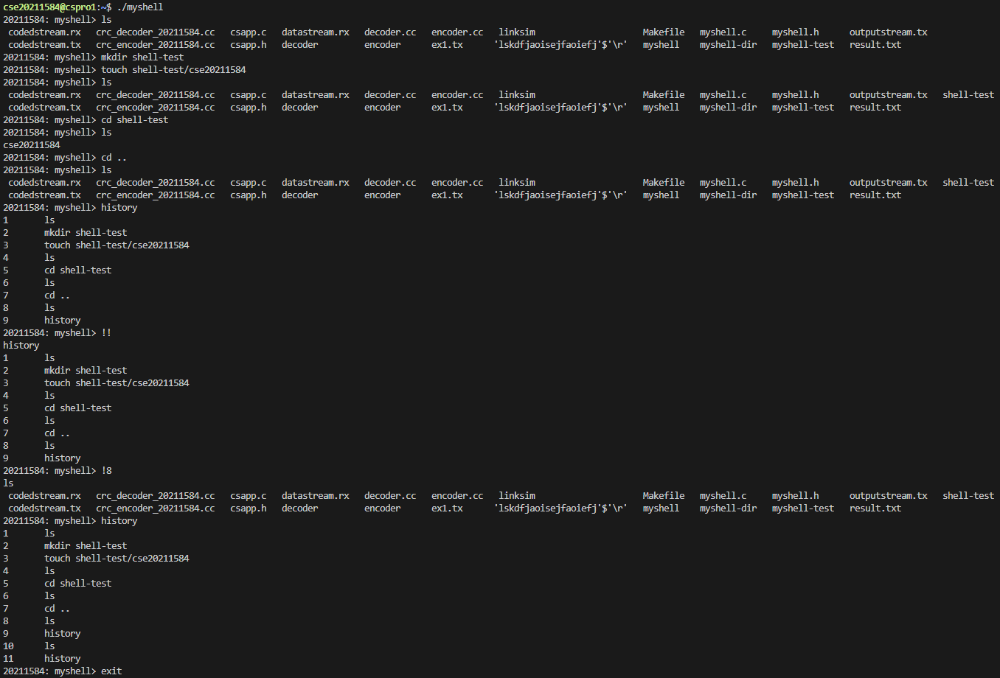 cse20211584@cspro1:~$ ./myshell
20211584: myshell> ls
 codedstream.rx   crc_decoder_20211584.cc   csapp.c   datastream.rx   decoder.cc   encoder.cc   linksim                     Makefile   myshell.c     myshell.h      outputstream.tx
 codedstream.tx   crc_encoder_20211584.cc   csapp.h   decoder         encoder      ex1.tx      'lskdfjaoisejfaoiefj'$'\r'   myshell    myshell-dir   myshell-test   result.txt
20211584: myshell> mkdir shell-test
20211584: myshell> touch shell-test/cse20211584
20211584: myshell> ls
 codedstream.rx   crc_decoder_20211584.cc   csapp.c   datastream.rx   decoder.cc   encoder.cc   linksim                     Makefile   myshell.c     myshell.h      outputstream.tx   shell-test
 codedstream.tx   crc_encoder_20211584.cc   csapp.h   decoder         encoder      ex1.tx      'lskdfjaoisejfaoiefj'$'\r'   myshell    myshell-dir   myshell-test   result.txt
20211584: myshell> cd shell-test
20211584: myshell> ls
cse20211584
20211584: myshell> cd ..
20211584: myshell> ls
 codedstream.rx   crc_decoder_20211584.cc   csapp.c   datastream.rx   decoder.cc   encoder.cc   linksim                     Makefile   myshell.c     myshell.h      outputstream.tx   shell-test
 codedstream.tx   crc_encoder_20211584.cc   csapp.h   decoder         encoder      ex1.tx      'lskdfjaoisejfaoiefj'$'\r'   myshell    myshell-dir   myshell-test   result.txt
20211584: myshell> history
1       ls
2       mkdir shell-test
3       touch shell-test/cse20211584
4       ls
5       cd shell-test
6       ls
7       cd ..
8       ls
9       history
20211584: myshell> !!
history
1       ls
2       mkdir shell-test
3       touch shell-test/cse20211584
4       ls
5       cd shell-test
6       ls
7       cd ..
8       ls
9       history
20211584: myshell> !8
ls
 codedstream.rx   crc_decoder_20211584.cc   csapp.c   datastream.rx   decoder.cc   encoder.cc   linksim                     Makefile   myshell.c     myshell.h      outputstream.tx   shell-test
 codedstream.tx   crc_encoder_20211584.cc   csapp.h   decoder         encoder      ex1.tx      'lskdfjaoisejfaoiefj'$'\r'   myshell    myshell-dir   myshell-test   result.txt
20211584: myshell> history
1       ls
2       mkdir shell-test
3       touch shell-test/cse20211584
4       ls
5       cd shell-test
6       ls
7       cd ..
8       ls
9       history
10      ls
11      history
20211584: myshell> exit